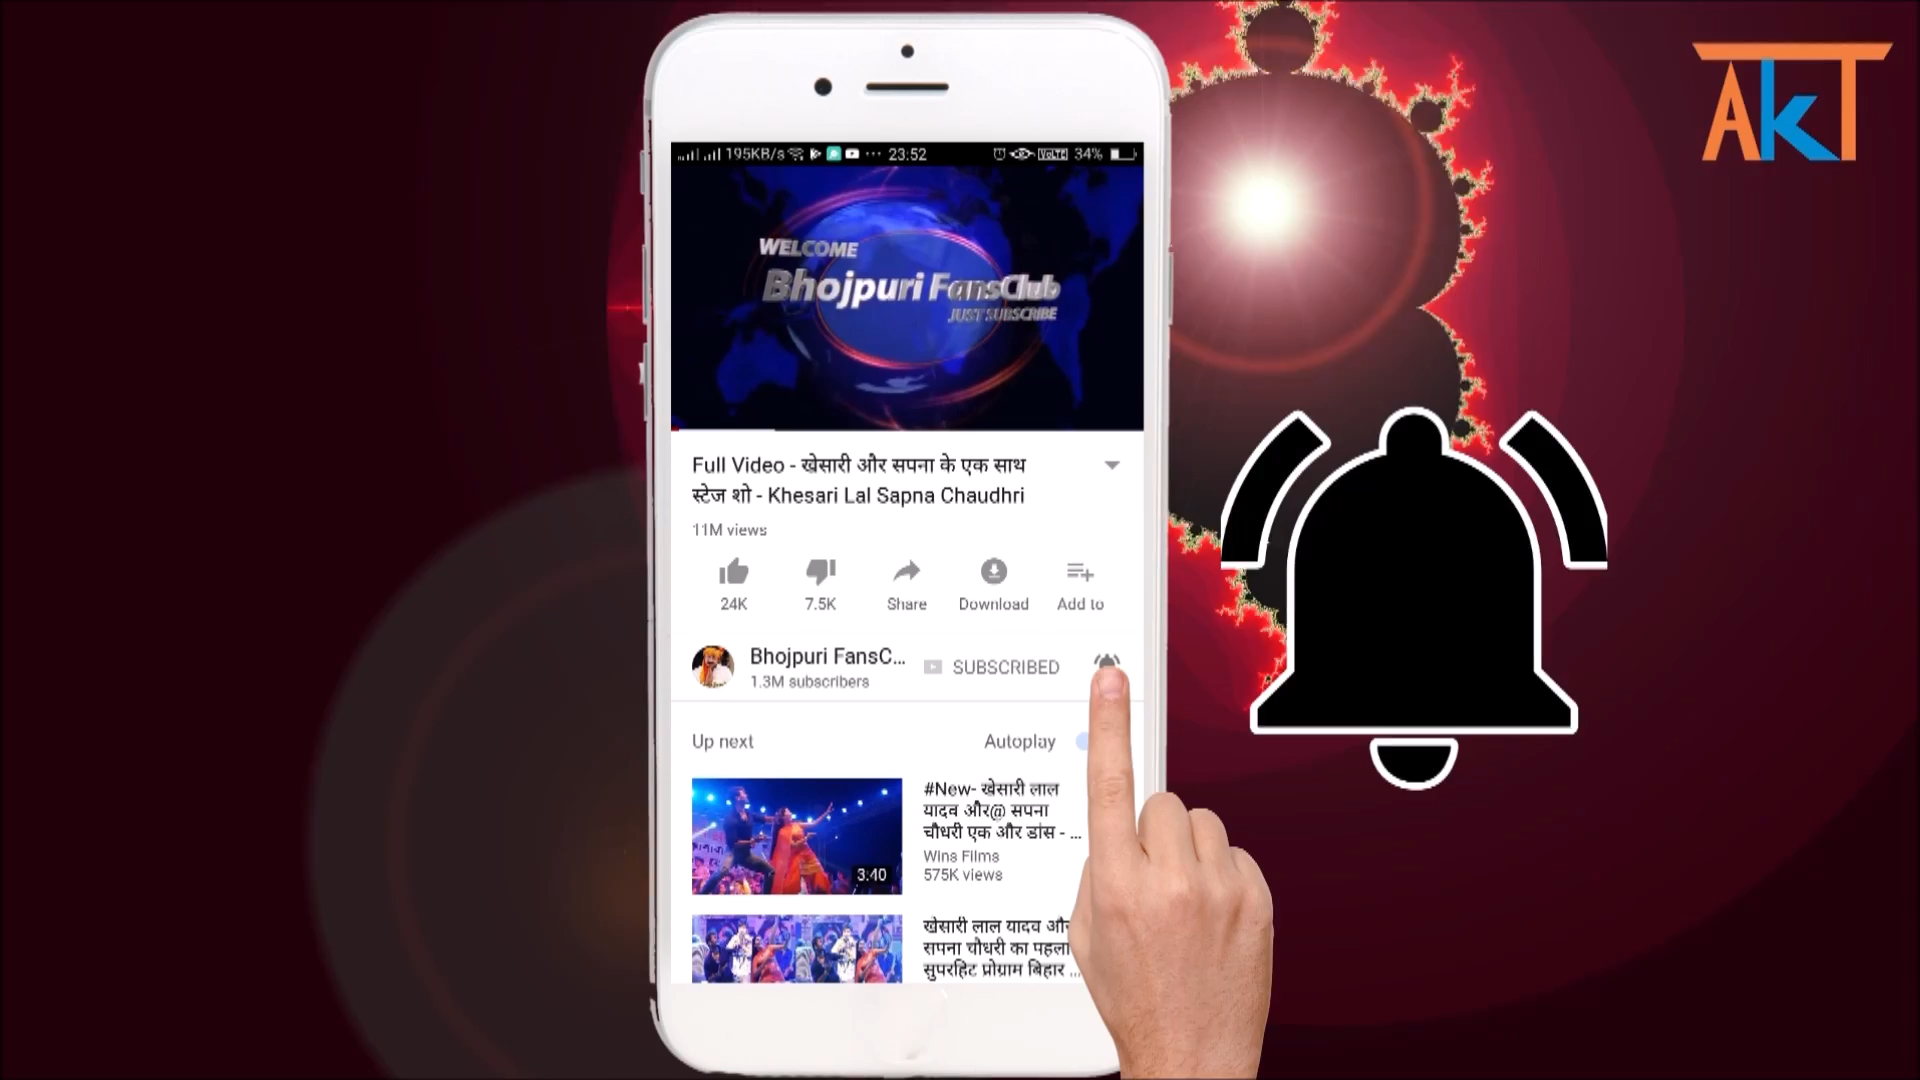 AKT
195KB/s ... 23:52 VoLTE 34%
WELCOME
Bhojpuri FansClub
JUST SUBSCRIBE
Full Video - खेसारी और सपना के एक साथ
स्टेज शो - Khesari Lal Sapna Chaudhri
11M views
24K 7.5K Share Download Add to
Bhojpuri FansC...
SUBSCRIBED
1.3M subscribers
Up next Autoplay
#New- खेसारी लाल
यादव और@ सपना
चौधरी एक और डांस - ...
Wins Films
575K views
3:40
खेसारी लाल यादव और
सपना चौधरी का पहला
सुपरहिट प्रोग्राम बिहार ...